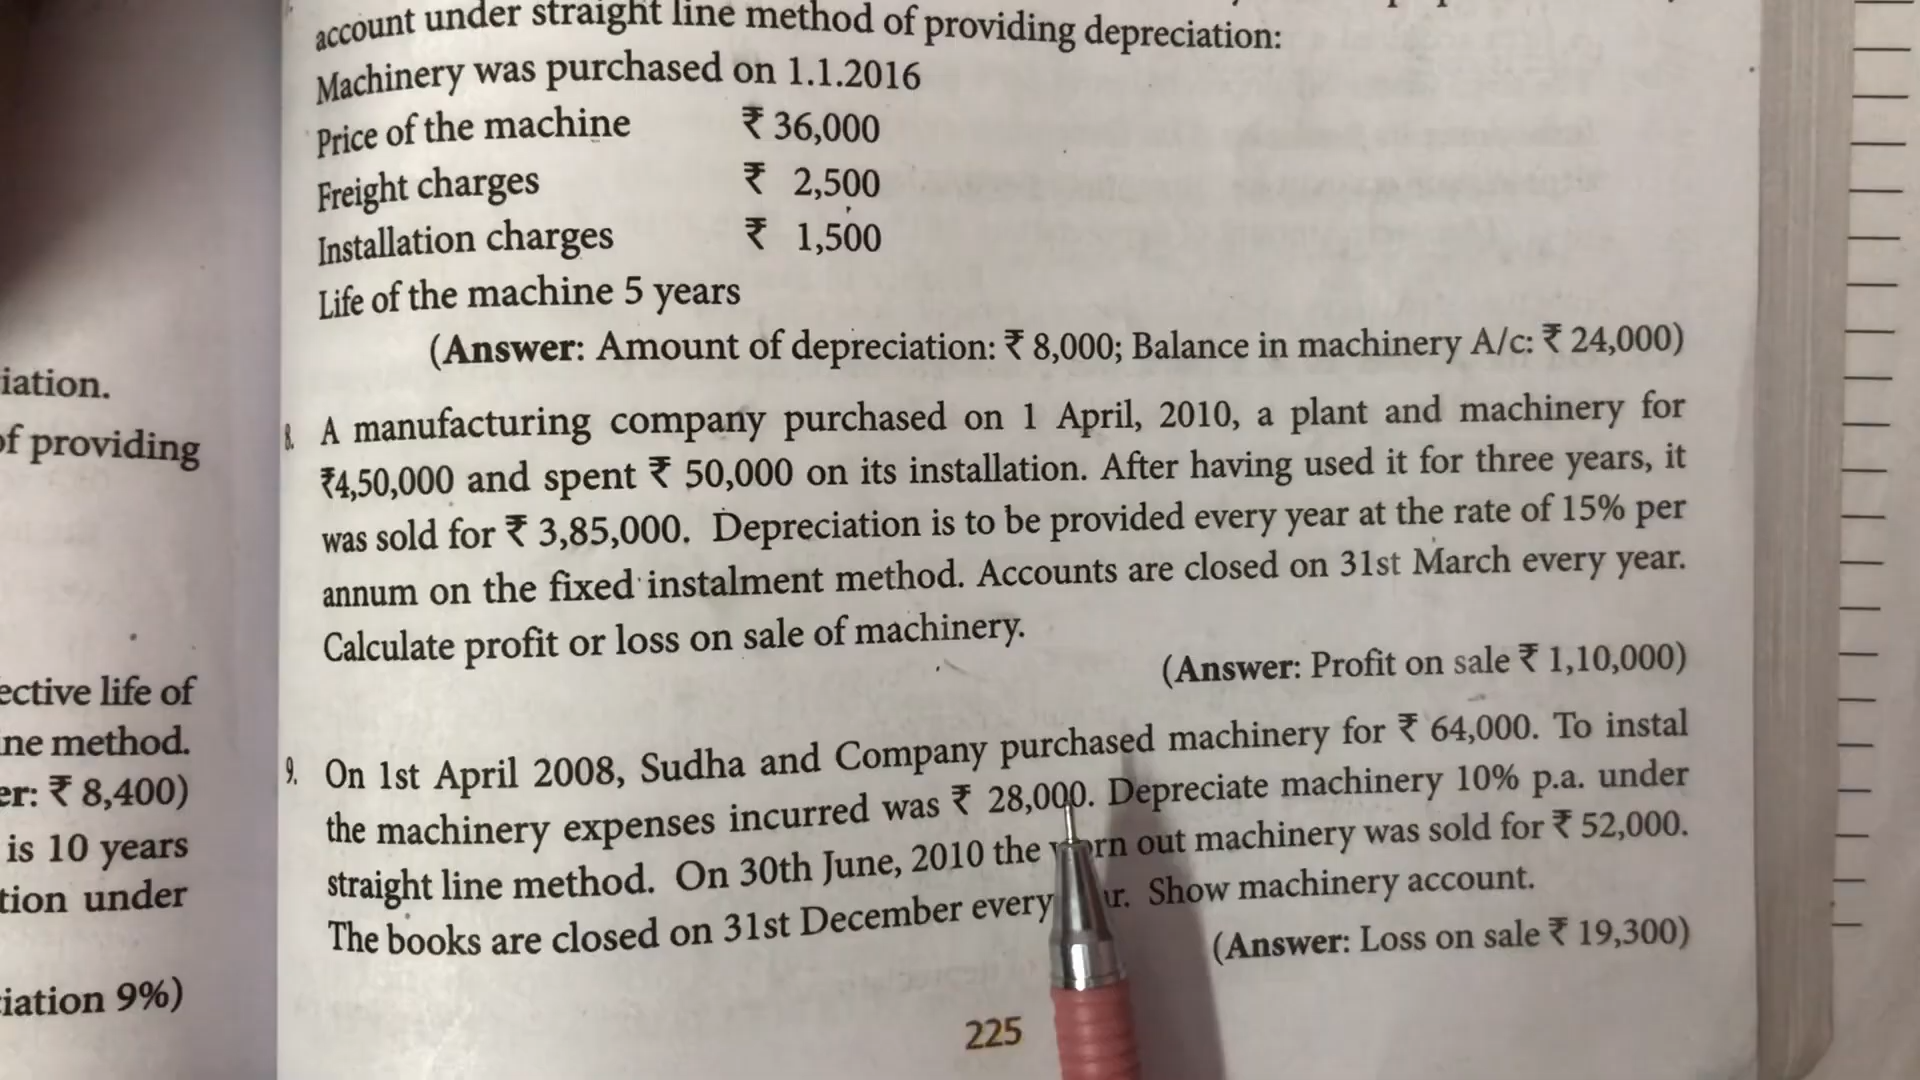 iation.
of providing
ective life of
ne method.
er: ₹ 8,400)
is 10 years
tion under
iation 9%)
account under straight line method of providing depreciation:
Machinery was purchased on 1.1.2016
Price of the machine ₹ 36,000
Freight charges ₹ 2,500
Installation charges ₹ 1,500
Life of the machine 5 years
(Answer: Amount of depreciation: ₹ 8,000; Balance in machinery A/c: ₹ 24,000)
8. A manufacturing company purchased on 1 April, 2010, a plant and machinery for
₹4,50,000 and spent ₹ 50,000 on its installation. After having used it for three years, it
was sold for ₹ 3,85,000. Depreciation is to be provided every year at the rate of 15% per
annum on the fixed instalment method. Accounts are closed on 31st March every year.
Calculate profit or loss on sale of machinery.
(Answer: Profit on sale ₹ 1,10,000)
9. On 1st April 2008, Sudha and Company purchased machinery for ₹ 64,000. To instal
the machinery expenses incurred was ₹ 28,000. Depreciate machinery 10% p.a. under
straight line method. On 30th June, 2010 the worn out machinery was sold for ₹ 52,000.
The books are closed on 31st December every r. Show machinery account.
(Answer: Loss on sale ₹ 19,300)
225